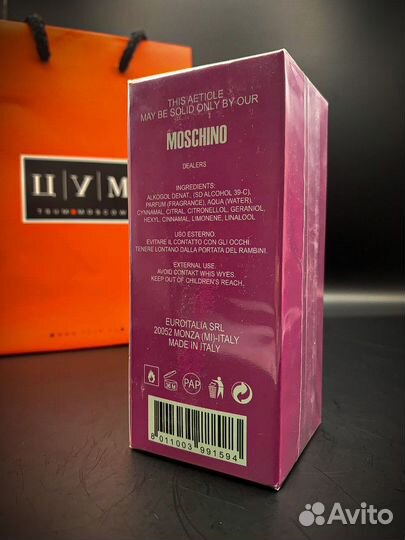 Ц|У|М
TSUM MOSCOW
THIS AETICLE
MAY BE SOLID ONLY BY OUR
MOSCHINO
DEALERS
INGREDIENTS:
ALKOGOL DENAT, (SD ALCOHOL 39-C),
PARFUM (FRAGRANCE), AQUA (WATER),
CYNNAMAL, CITRAL, CITRONELLOL, GERANIOL,
HEXYL, CINNAMAL, LIMONENE, LINALOOL
USO ESTERNO.
EVITARE IL CONTATTO CON GLI OCCHI.
TENERE LONTANO DALLA PORTATA DEL RAMBINI.
EXTERNAL USE.
AVOID CONTAKT WHIS WYES.
KEEP OUT OF CHILDREN'S REACH.
EUROITALIA SRL
20052 MONZA (MI)-ITALY
MADE IN ITALY
36 M
PAP
8 011003 991594
Avito